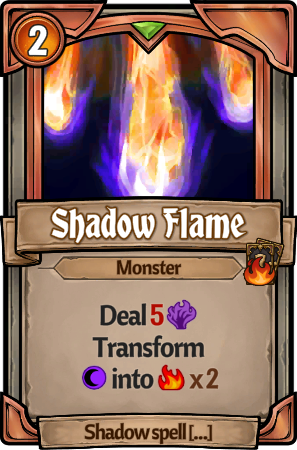 2
Shadow Flame
Monster
Deal 5
Transform
into x2
Shadow spell [...]